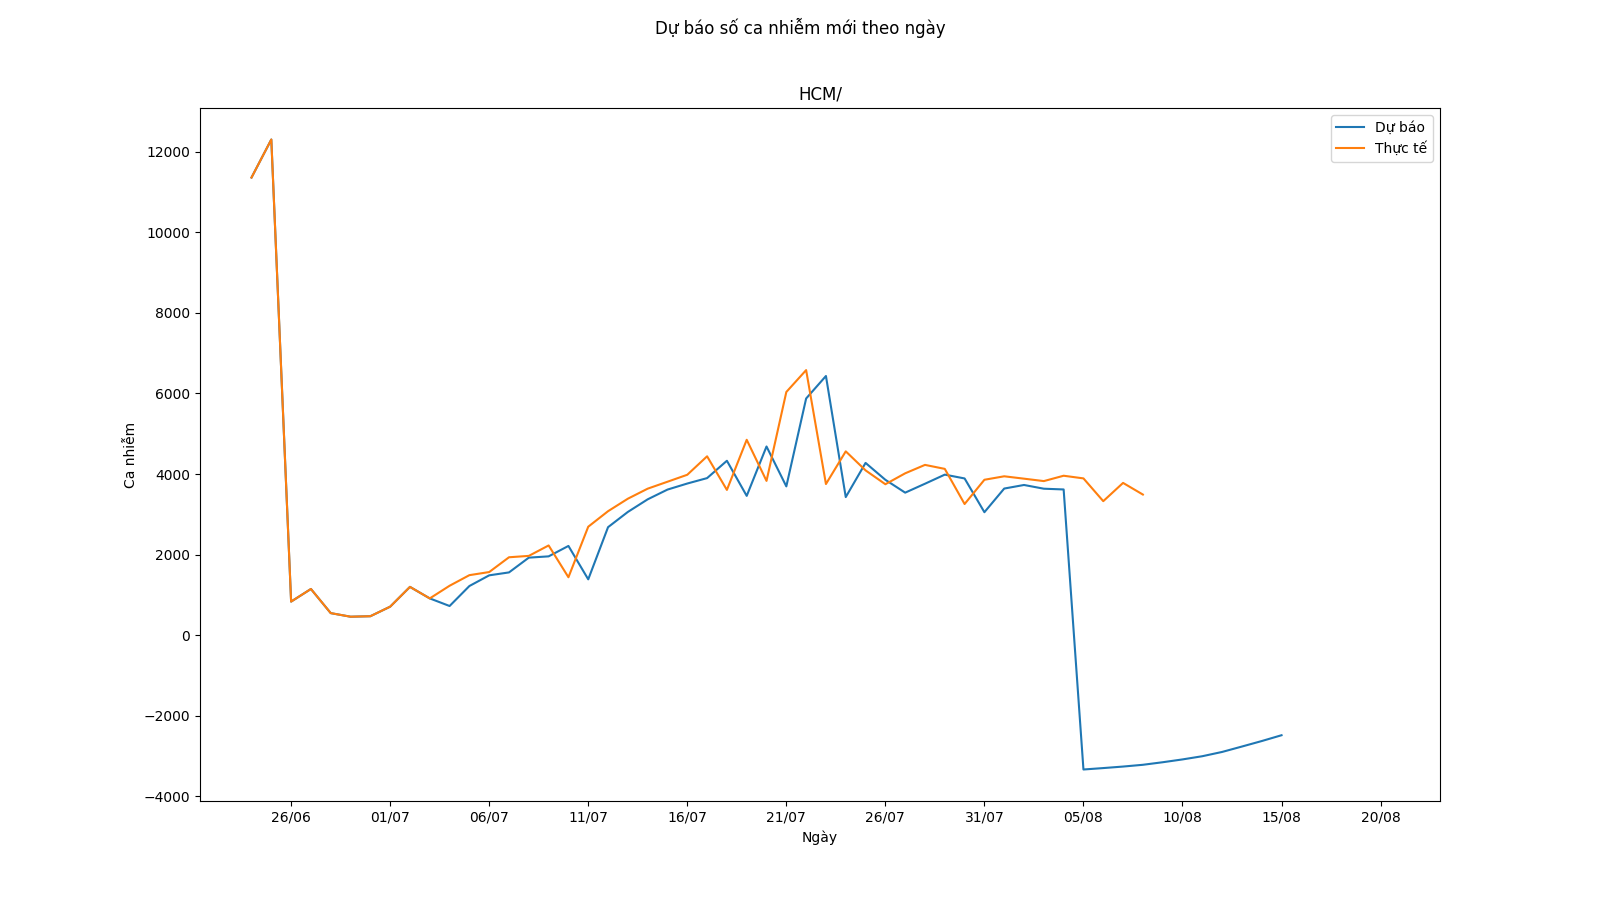 Dự báo số ca nhiễm mới theo ngày
HCM/
Dự báo
Thực tế
12000
10000
8000
6000
4000
2000
0
−2000
−4000
Ca nhiễm
26/06 01/07 06/07 11/07 16/07 21/07 26/07 31/07 05/08 10/08 15/08 20/08
Ngày